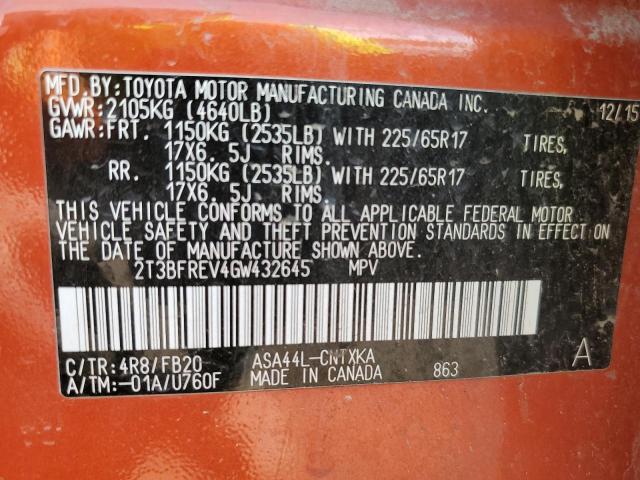 MFD.BY:TOYOTA MOTOR MANUFACTURING CANADA INC. 12/15
GVWR:2105KG (4640LB)
GAWR:FRT. 1150KG (2535LB) WITH 225/65R17 TIRES,
17X6. 5J RIMS.
RR. 1150KG (2535LB) WITH 225/65R17 TIRES,
17X6. 5J RIMS.
THIS VEHICLE CONFORMS TO ALL APPLICABLE FEDERAL MOTOR
VEHICLE SAFETY AND THEFT PREVENTION STANDARDS IN EFFECT ON
THE DATE OF MANUFACTURE SHOWN ABOVE.
2T3BFREV4GW432645 MPV
C/TR:4R8/FB20 ASA44L-CNTXKA A
A/TM:-01A/U760F MADE IN CANADA 863